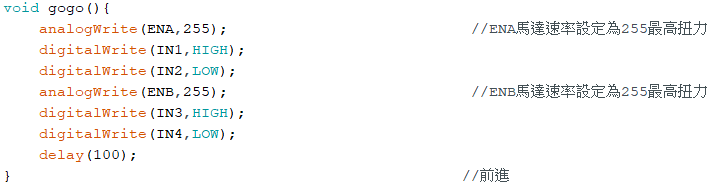 void gogo(){
analogWrite(ENA,255); //ENA馬達速率設定為255最高扭力
digitalWrite(IN1,HIGH);
digitalWrite(IN2,LOW);
analogWrite(ENB,255); //ENB馬達速率設定為255最高扭力
digitalWrite(IN3,HIGH);
digitalWrite(IN4,LOW);
delay(100);
} //前進